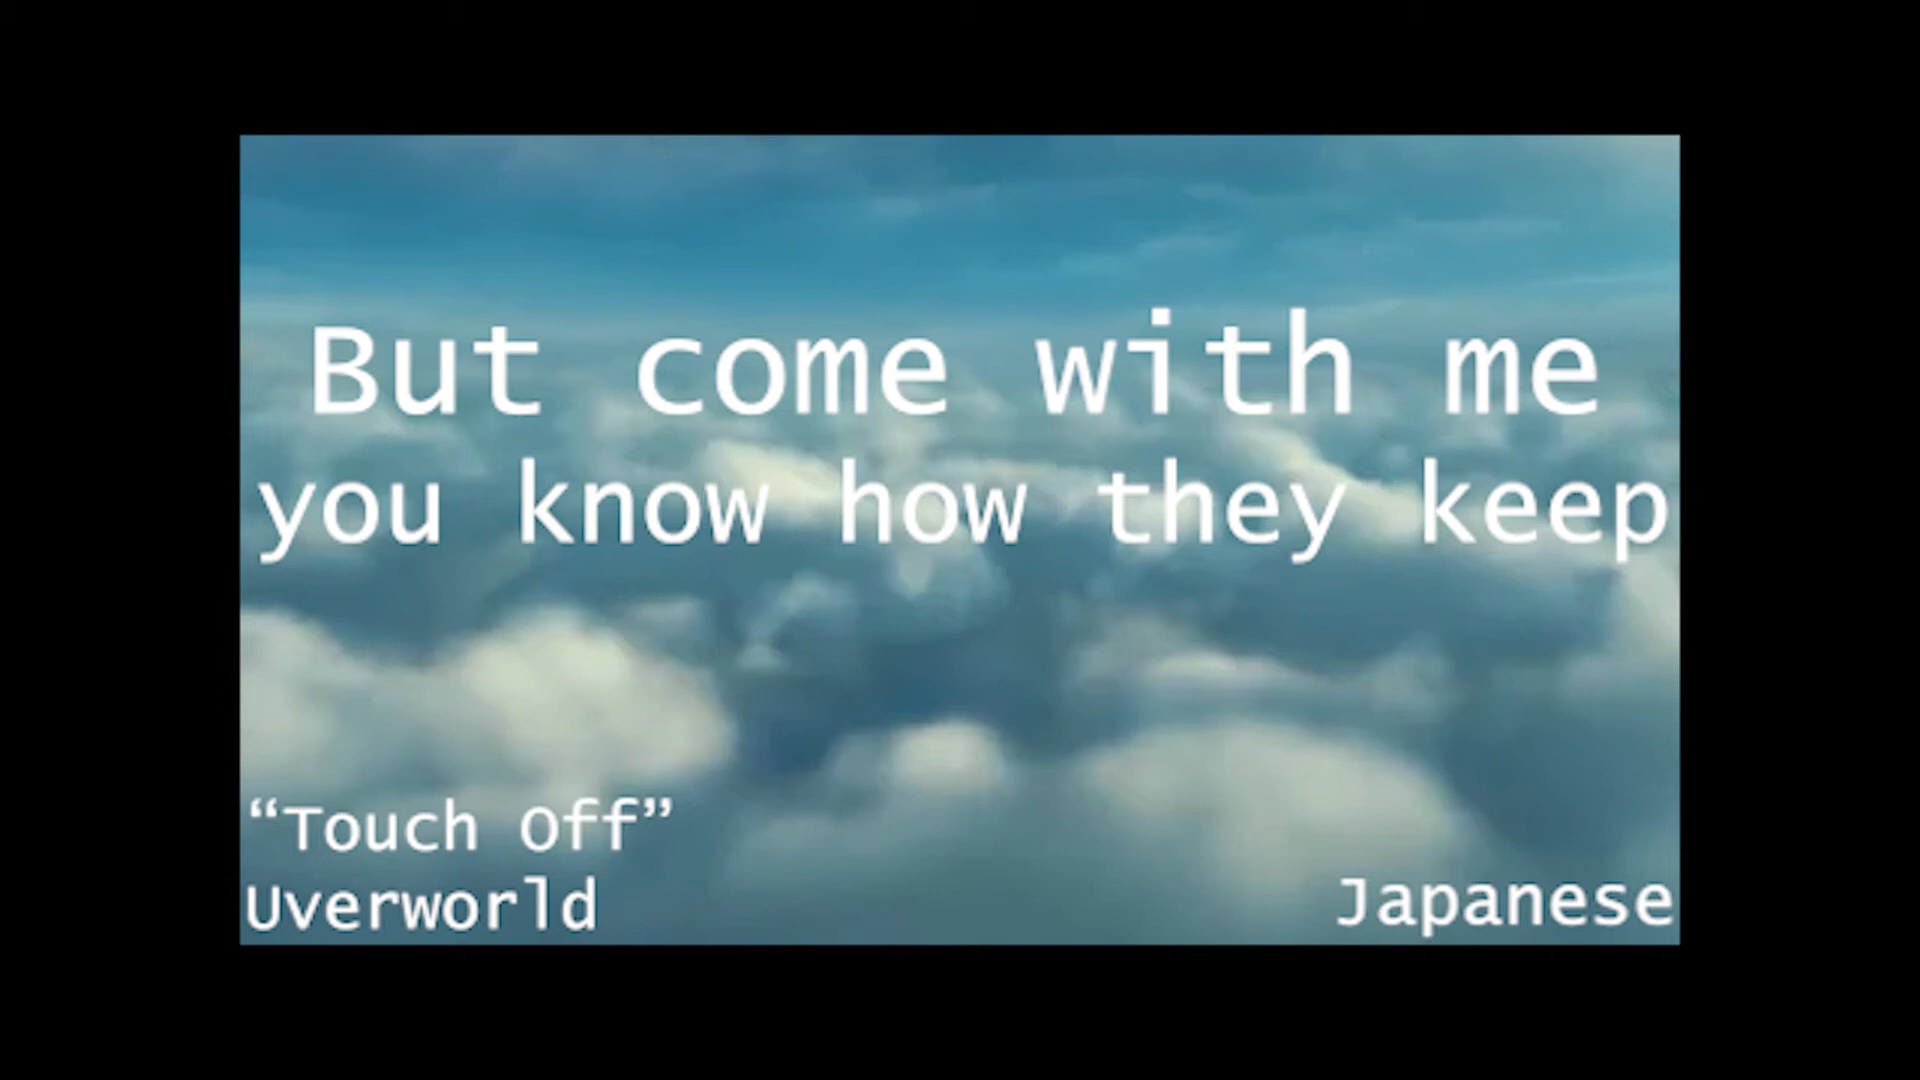 But come with me
you know how they keep
“Touch Off”
Uverworld
Japanese